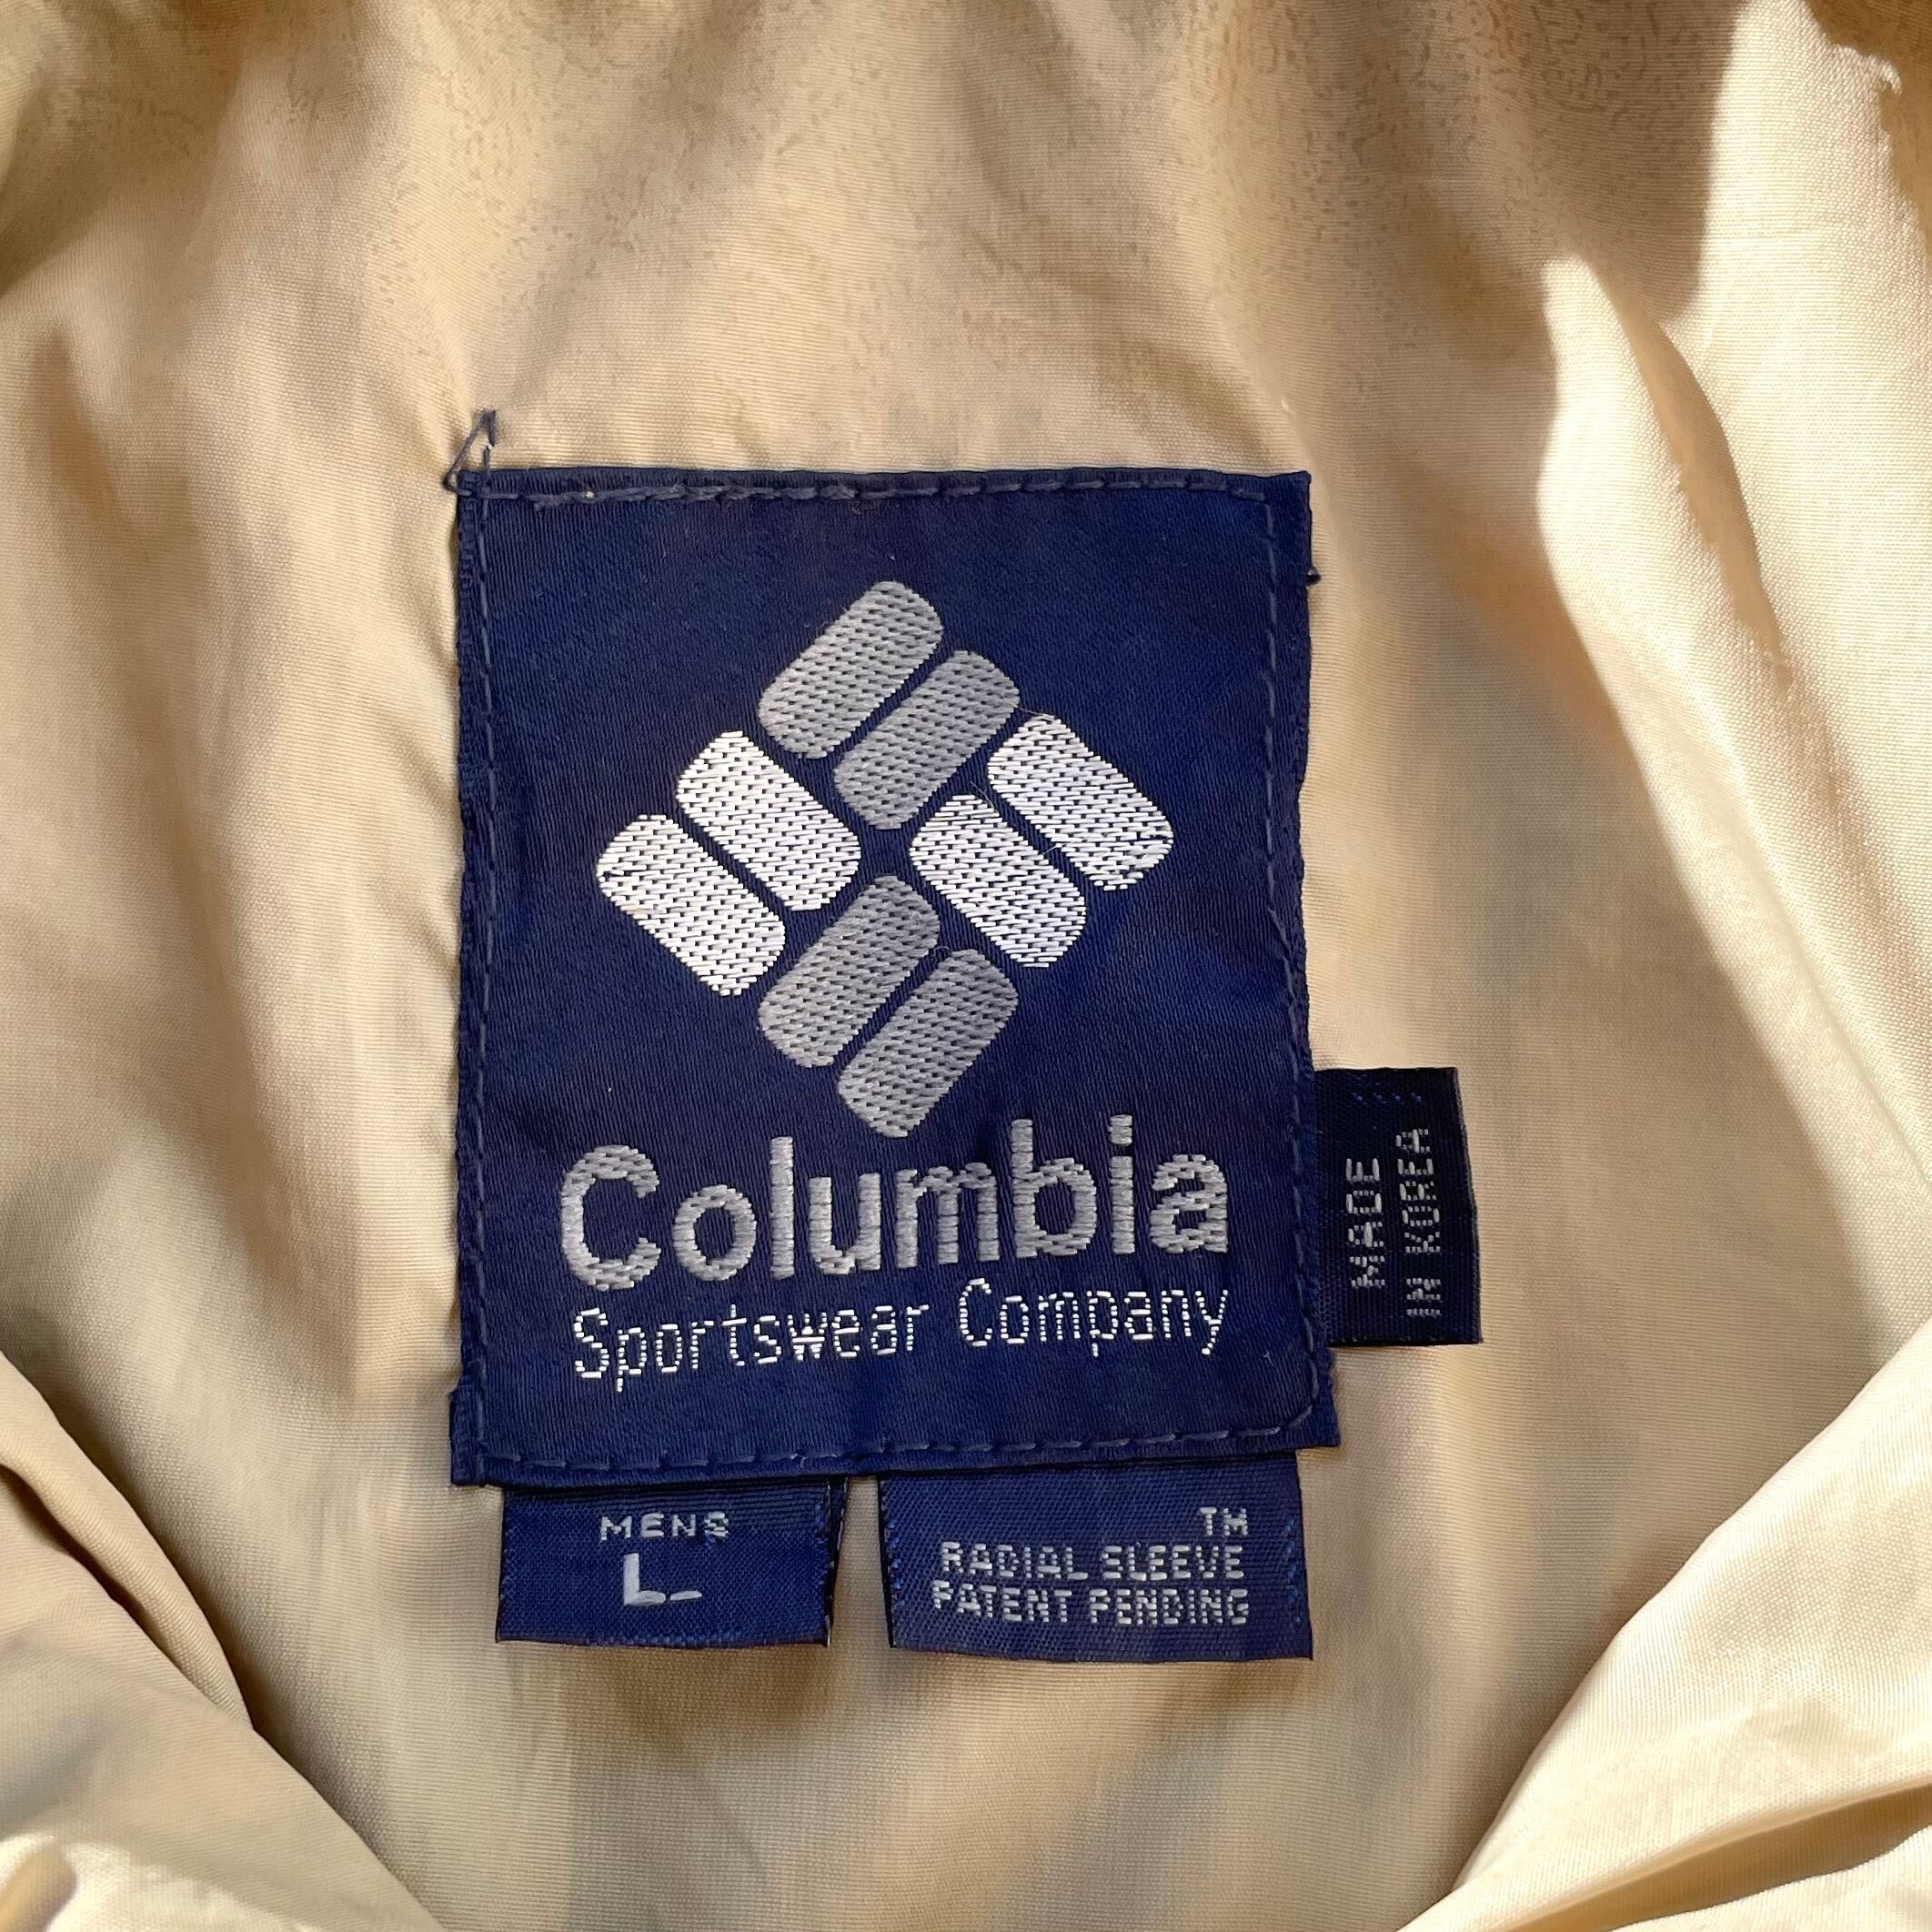 Columbia
Sportswear Company
MADE
IN KOREA
MENS
L
TM
RADIAL SLEEVE
PATENT PENDING